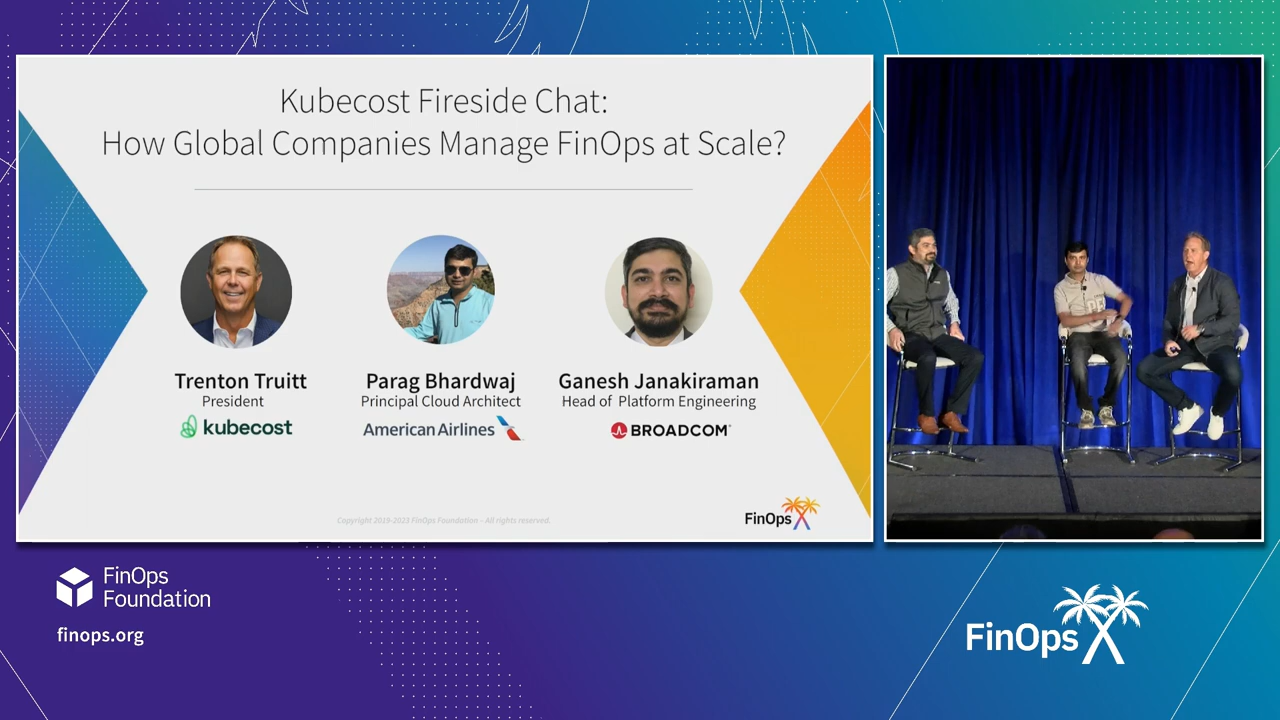 Kubecost Fireside Chat:
How Global Companies Manage FinOps at Scale?
Trenton Truitt
President
kubecost
Parag Bhardwaj
Principal Cloud Architect
American Airlines
Ganesh Janakiraman
Head of Platform Engineering
BROADCOM®
Copyright 2019-2023 FinOps Foundation - All rights reserved.
FinOps X
FinOps
Foundation
finops.org
FinOps X